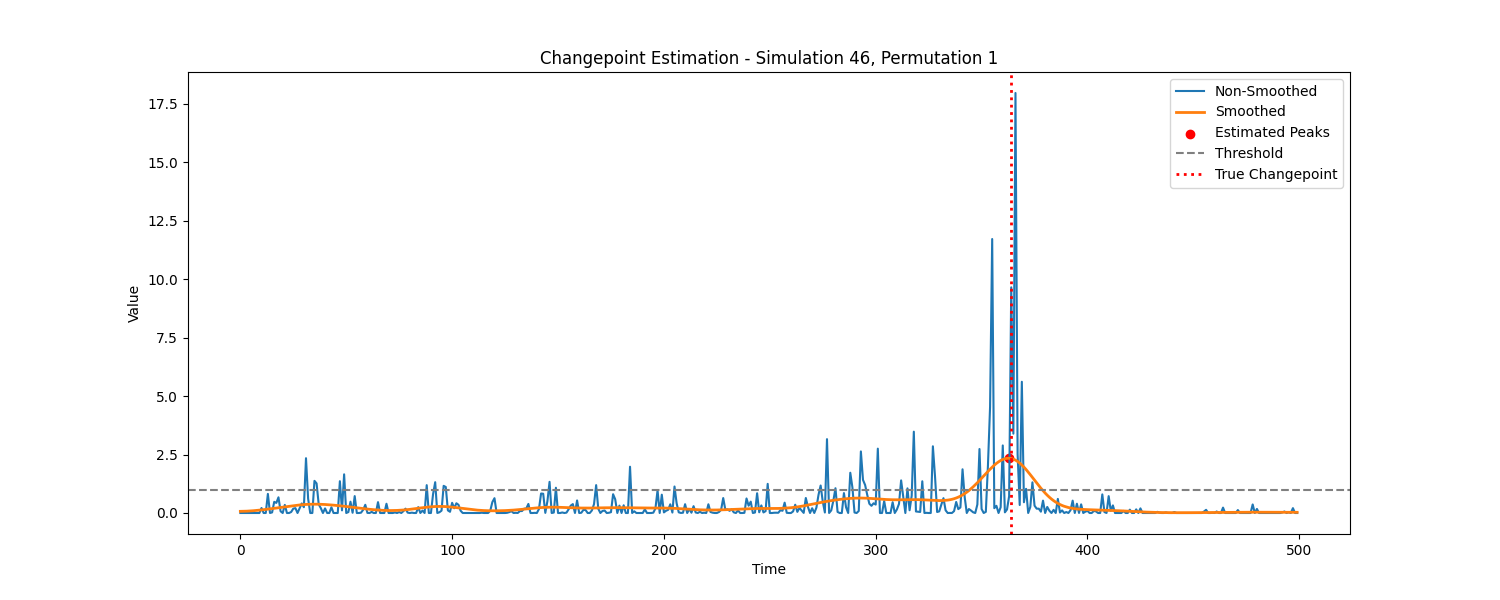 Changepoint Estimation - Simulation 46, Permutation 1
Non-Smoothed
Smoothed
Estimated Peaks
Threshold
True Changepoint
Value
17.5
15.0
12.5
10.0
7.5
5.0
2.5
0.0
0 100 200 300 400 500
Time